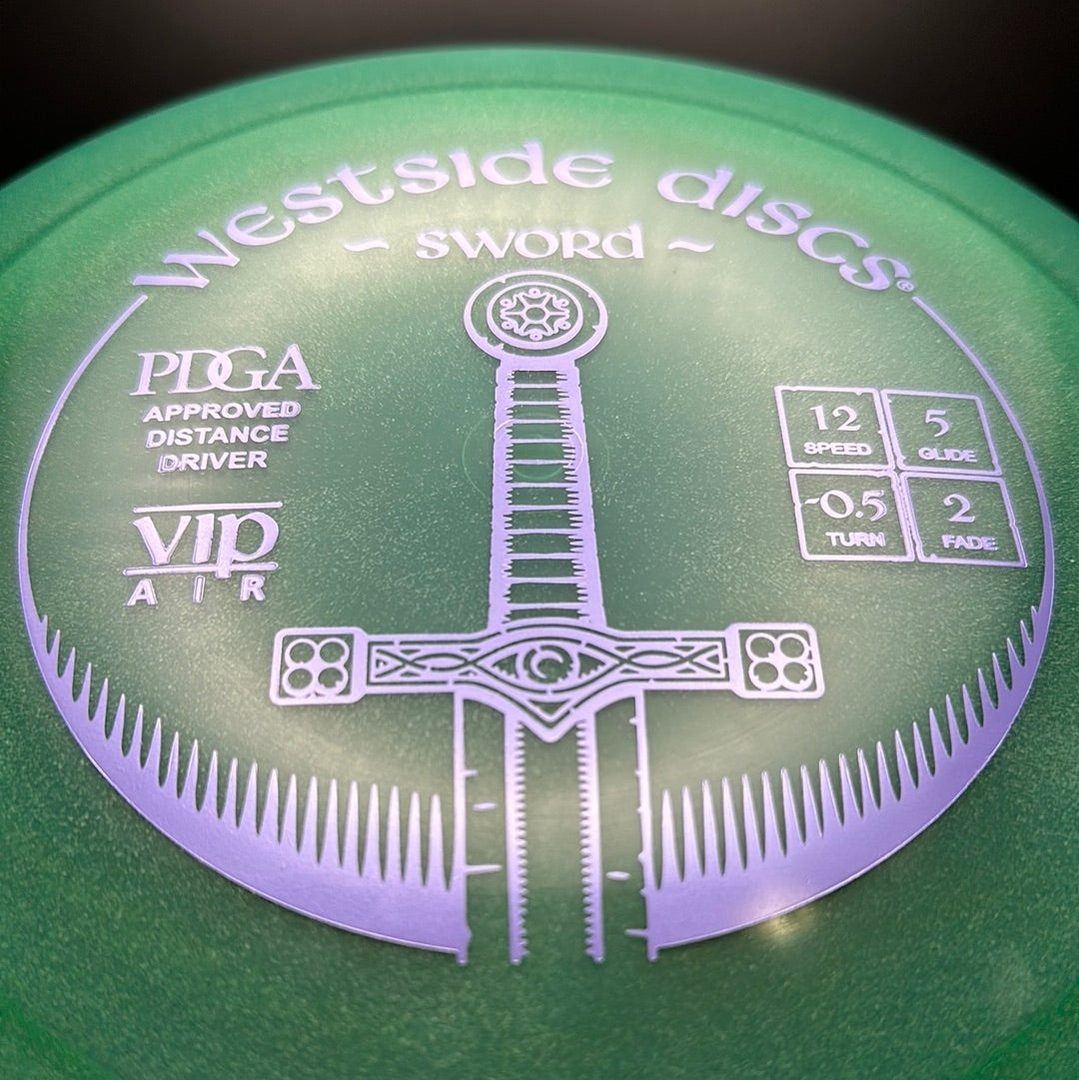 Westside Discs®
~ Sword ~
PDGA
APPROVED
DISTANCE
DRIVER
VIP
AIR
12
SPEED
5
GLIDE
-0.5
TURN
2
FADE